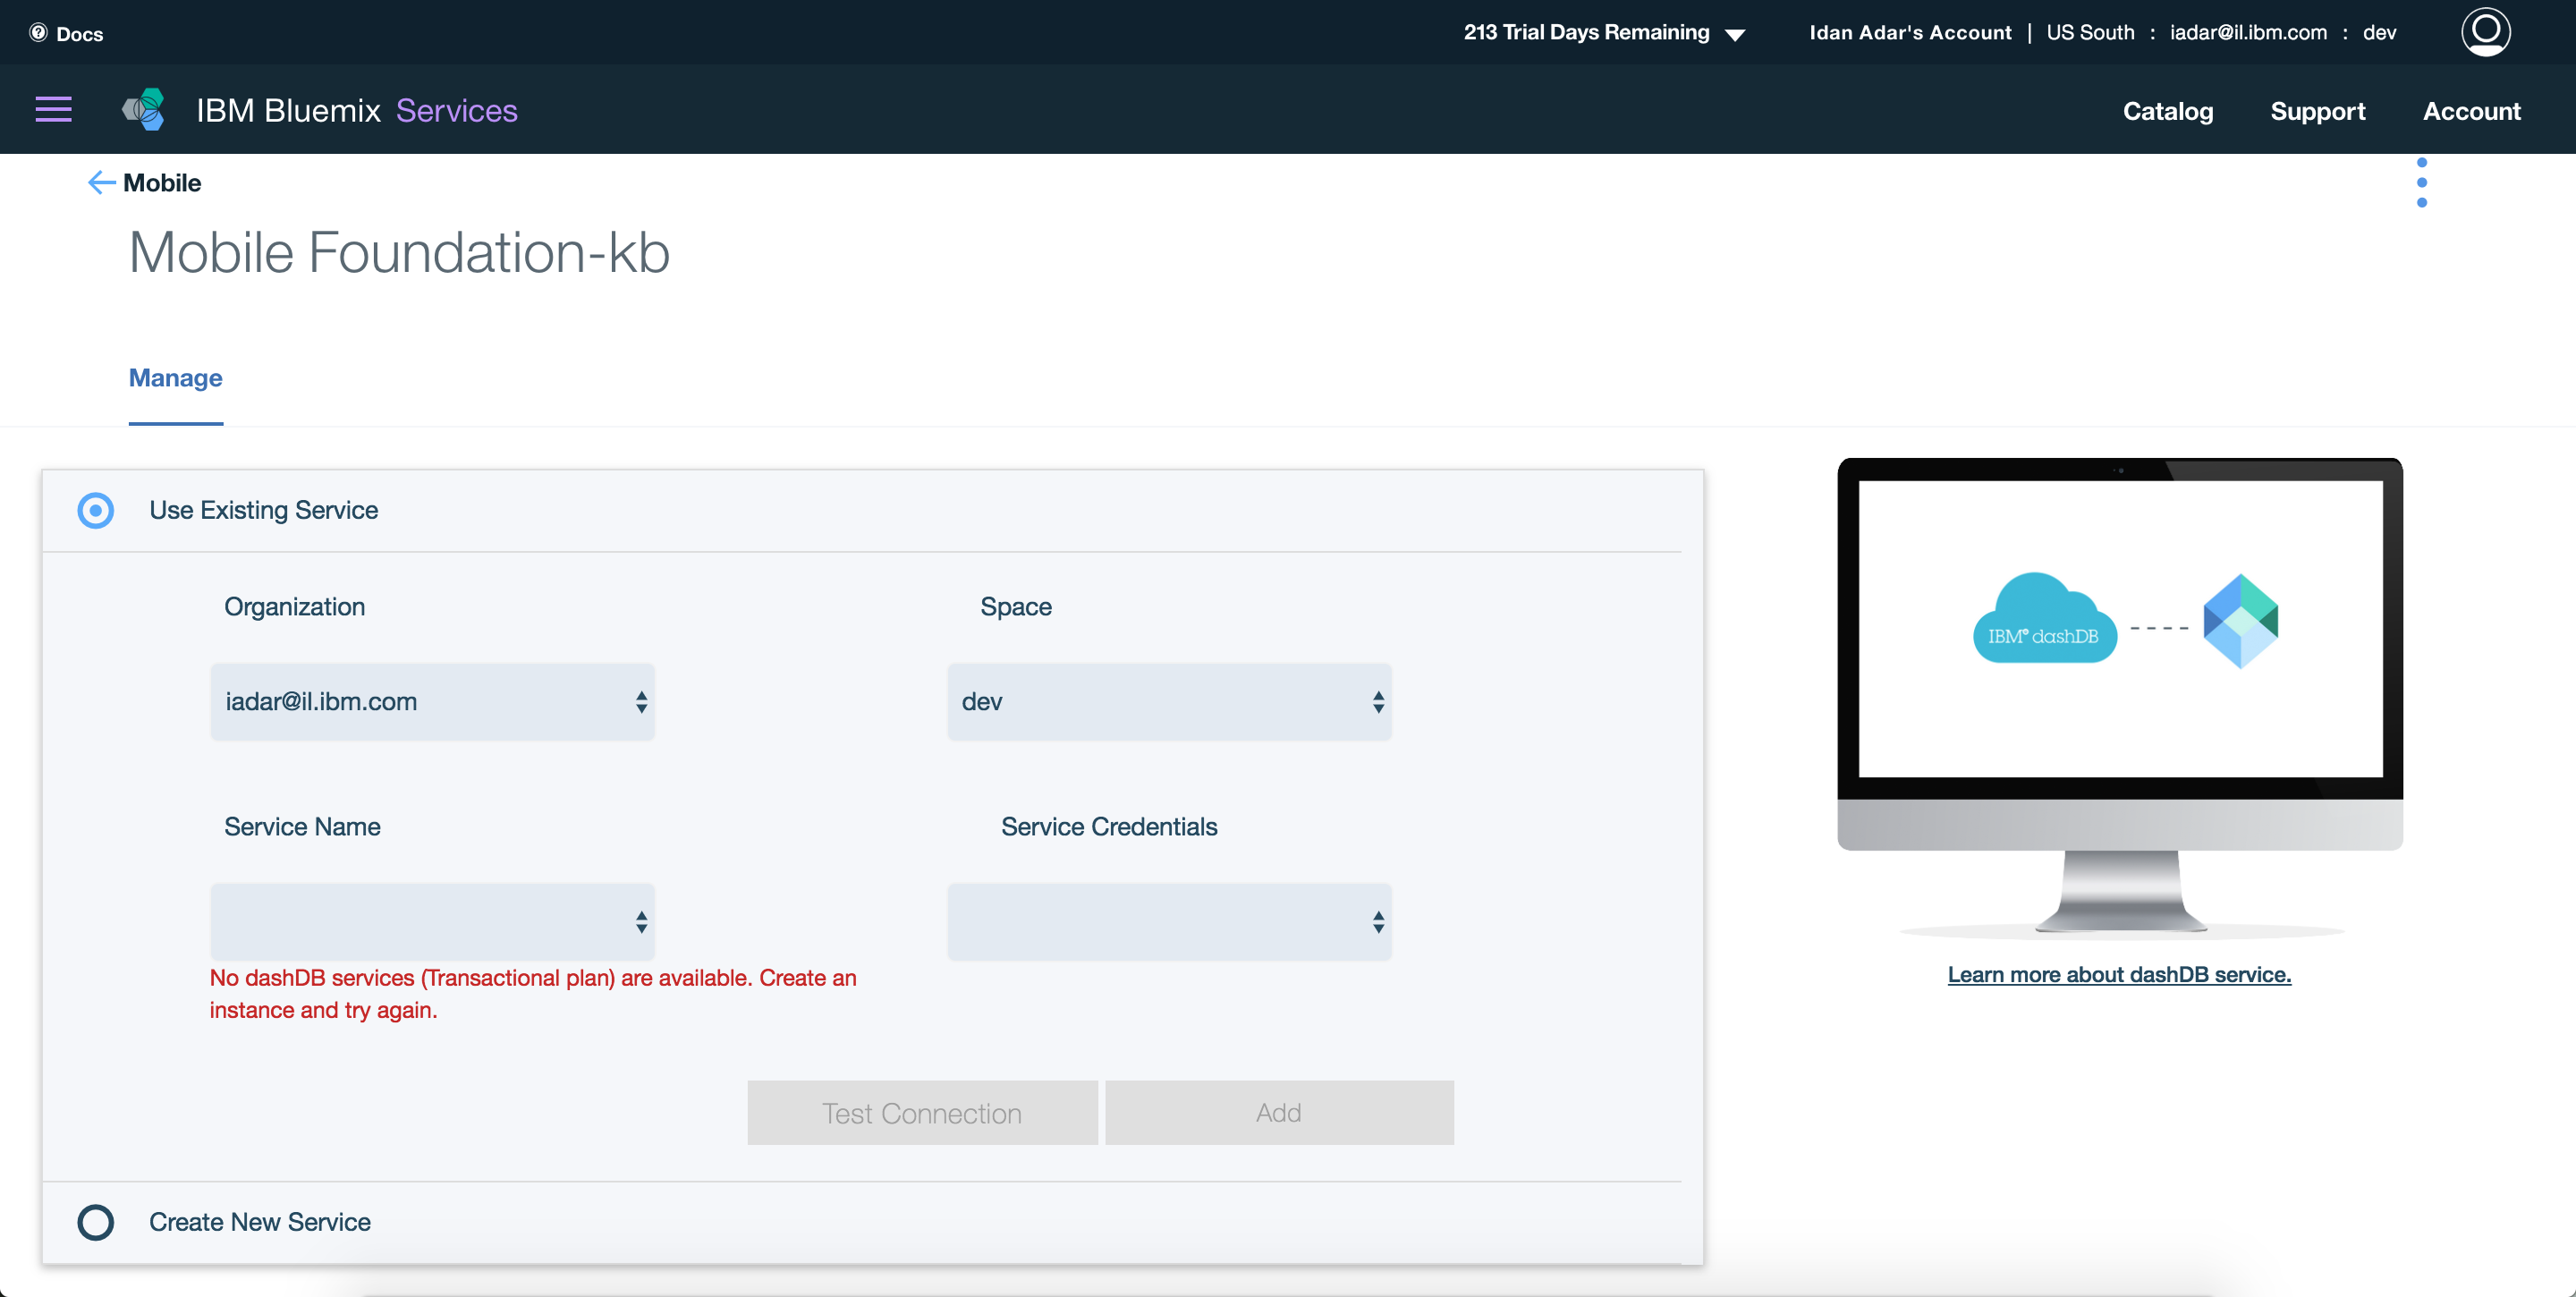 Docs
213 Trial Days Remaining
Idan Adar's Account | US South : iadar@il.ibm.com : dev
IBM Bluemix Services
Catalog
Support
Account
Mobile
Mobile Foundation-kb
Manage
Use Existing Service
Organization
Space
iadar@il.ibm.com
dev
Service Name
Service Credentials
No dashDB services (Transactional plan) are available. Create an
instance and try again.
Test Connection
Add
Create New Service
IBM® dashDB
Learn more about dashDB service.